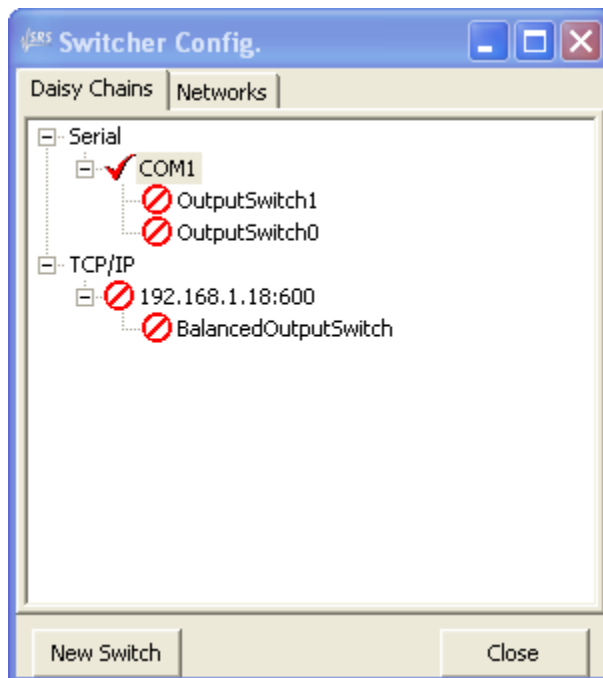 SRS Switcher Config.
Daisy Chains Networks
Serial
COM1
OutputSwitch1
OutputSwitch0
TCP/IP
192.168.1.18:600
BalancedOutputSwitch
New Switch Close